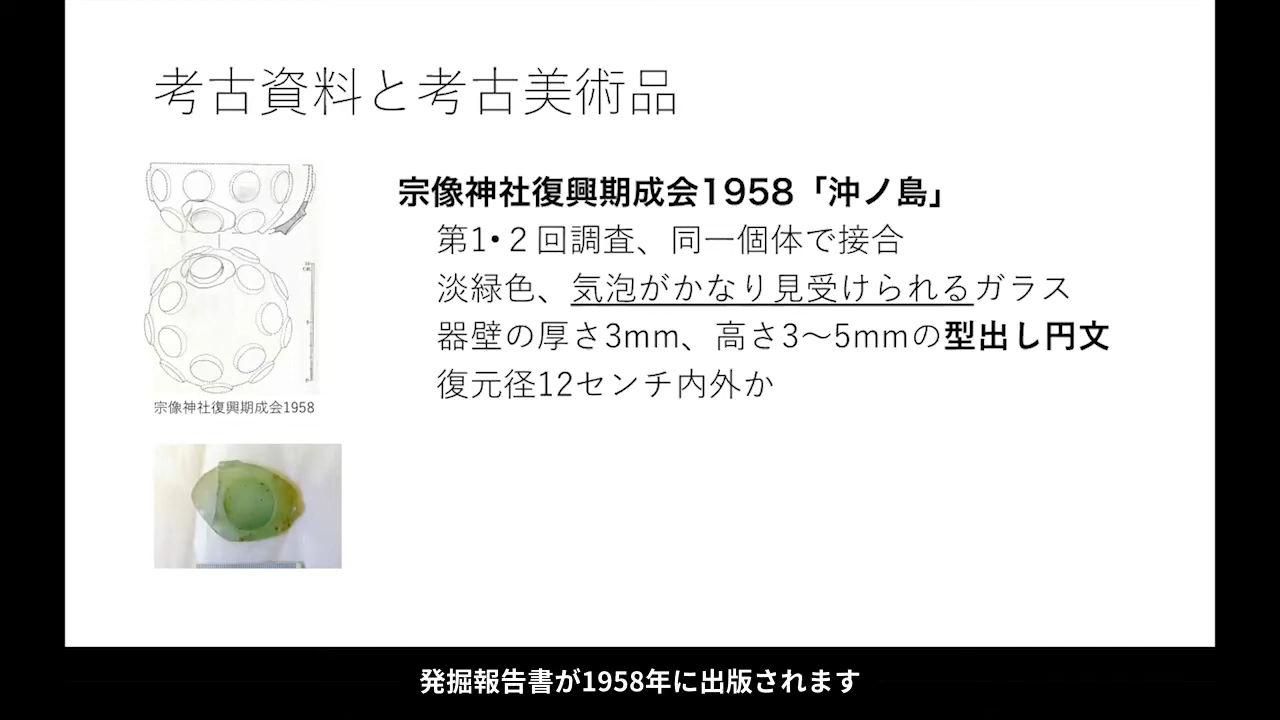 考古資料と考古美術品
宗像神社復興期成会1958「沖ノ島」
第1・２回調査、同一個体で接合
淡緑色、気泡がかなり見受けられるガラス
器壁の厚さ3mm、高さ3〜5mmの型出し円文
復元径12センチ内外か
宗像神社復興期成会1958
発掘報告書が1958年に出版されます